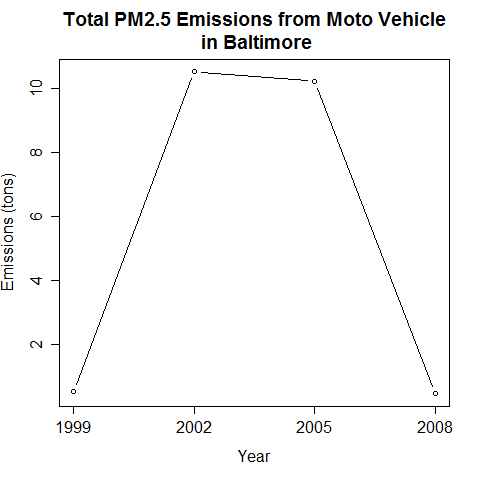 Total PM2.5 Emissions from Moto Vehicle
in Baltimore
Emissions (tons)
10
8
6
4
2
1999 2002 2005 2008
Year